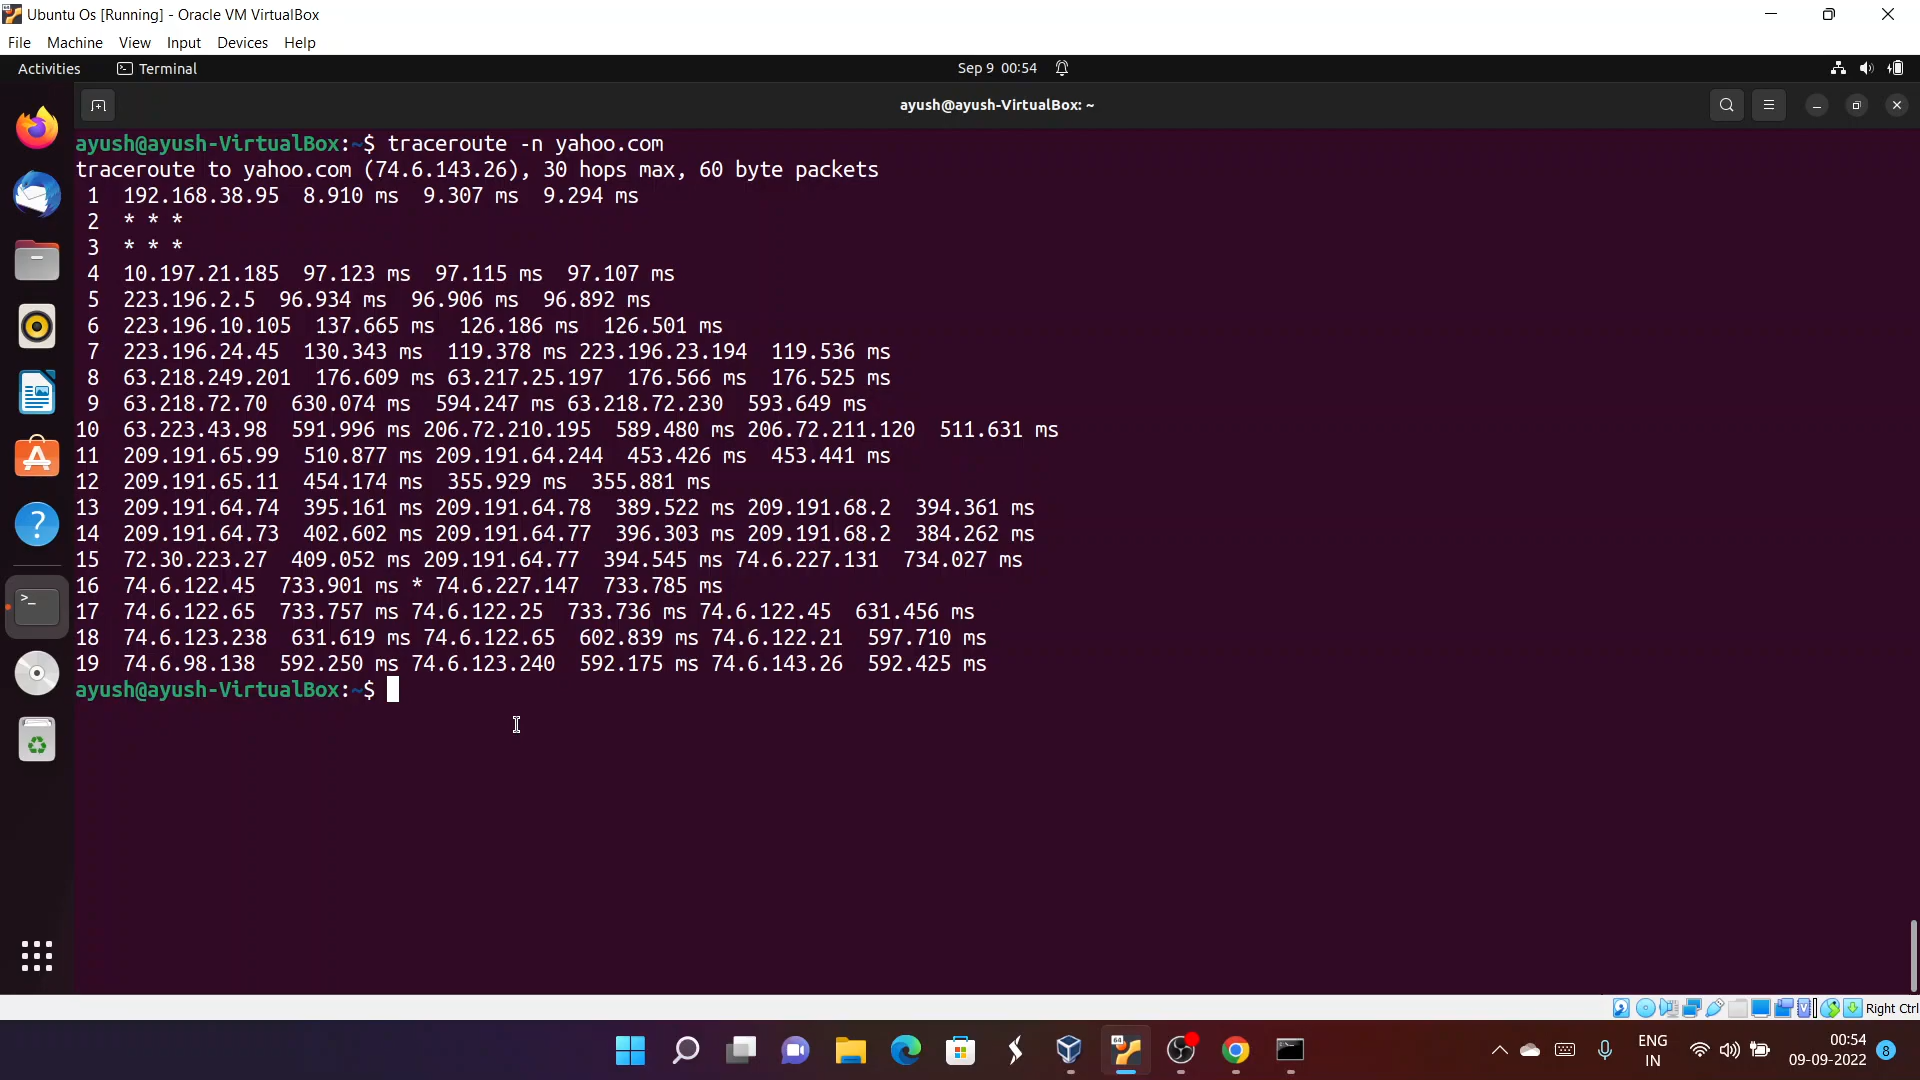 Ubuntu Os [Running] - Oracle VM VirtualBox
File Machine View Input Devices Help
Activities Terminal Sep 9 00:54
ayush@ayush-VirtualBox: ~
ayush@ayush-VirtualBox:~$ traceroute -n yahoo.com
traceroute to yahoo.com (74.6.143.26), 30 hops max, 60 byte packets
1 192.168.38.95 8.910 ms 9.307 ms 9.294 ms
2 * * *
3 * * *
4 10.197.21.185 97.123 ms 97.115 ms 97.107 ms
5 223.196.2.5 96.934 ms 96.906 ms 96.892 ms
6 223.196.10.105 137.665 ms 126.186 ms 126.501 ms
7 223.196.24.45 130.343 ms 119.378 ms 223.196.23.194 119.536 ms
8 63.218.249.201 176.609 ms 63.217.25.197 176.566 ms 176.525 ms
9 63.218.72.70 630.074 ms 594.247 ms 63.218.72.230 593.649 ms
10 63.223.43.98 591.996 ms 206.72.210.195 589.480 ms 206.72.211.120 511.631 ms
11 209.191.65.99 510.877 ms 209.191.64.244 453.426 ms 453.441 ms
12 209.191.65.11 454.174 ms 355.929 ms 355.881 ms
13 209.191.64.74 395.161 ms 209.191.64.78 389.522 ms 209.191.68.2 394.361 ms
14 209.191.64.73 402.602 ms 209.191.64.77 396.303 ms 209.191.68.2 384.262 ms
15 72.30.223.27 409.052 ms 209.191.64.77 394.545 ms 74.6.227.131 734.027 ms
16 74.6.122.45 733.901 ms * 74.6.227.147 733.785 ms
17 74.6.122.65 733.757 ms 74.6.122.25 733.736 ms 74.6.122.45 631.456 ms
18 74.6.123.238 631.619 ms 74.6.122.65 602.839 ms 74.6.122.21 597.710 ms
19 74.6.98.138 592.250 ms 74.6.123.240 592.175 ms 74.6.143.26 592.425 ms
ayush@ayush-VirtualBox:~$
Right Ctrl
ENG
IN
00:54
09-09-2022
8
64